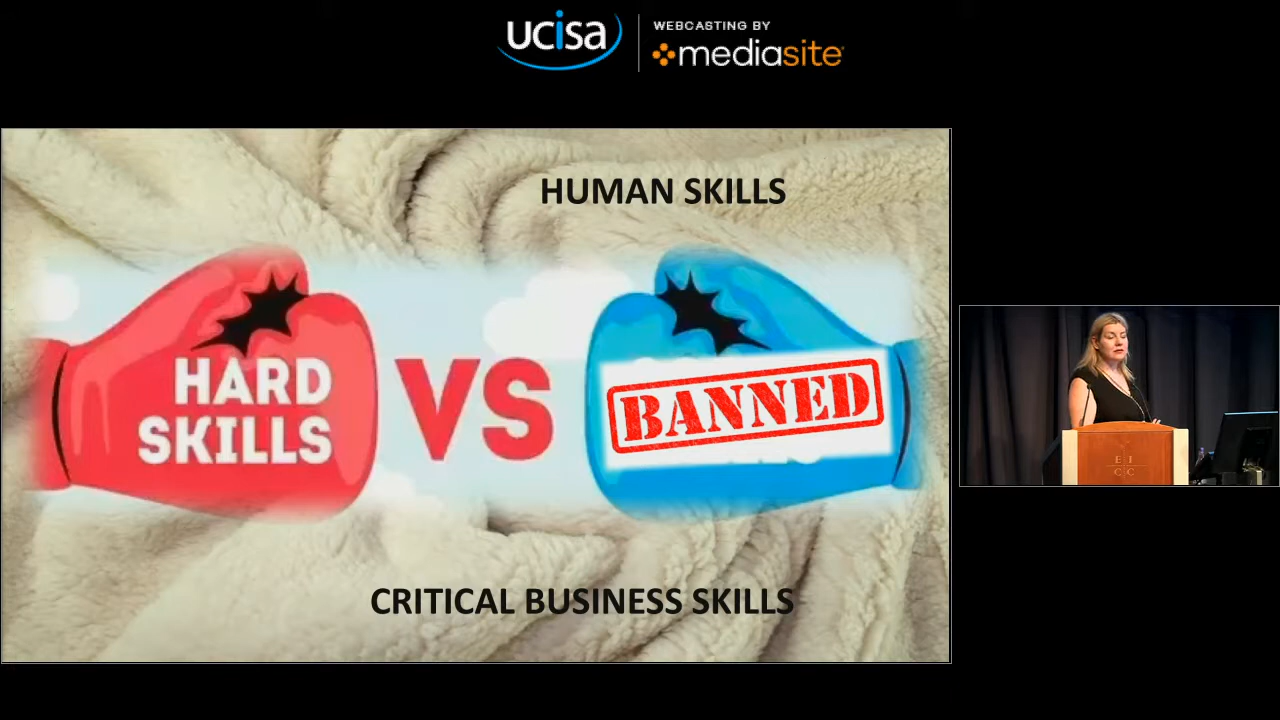 ucisa
WEBCASTING BY
mediasite
HUMAN SKILLS
HARD
SKILLS
VS
BANNED
CRITICAL BUSINESS SKILLS
E I
C C